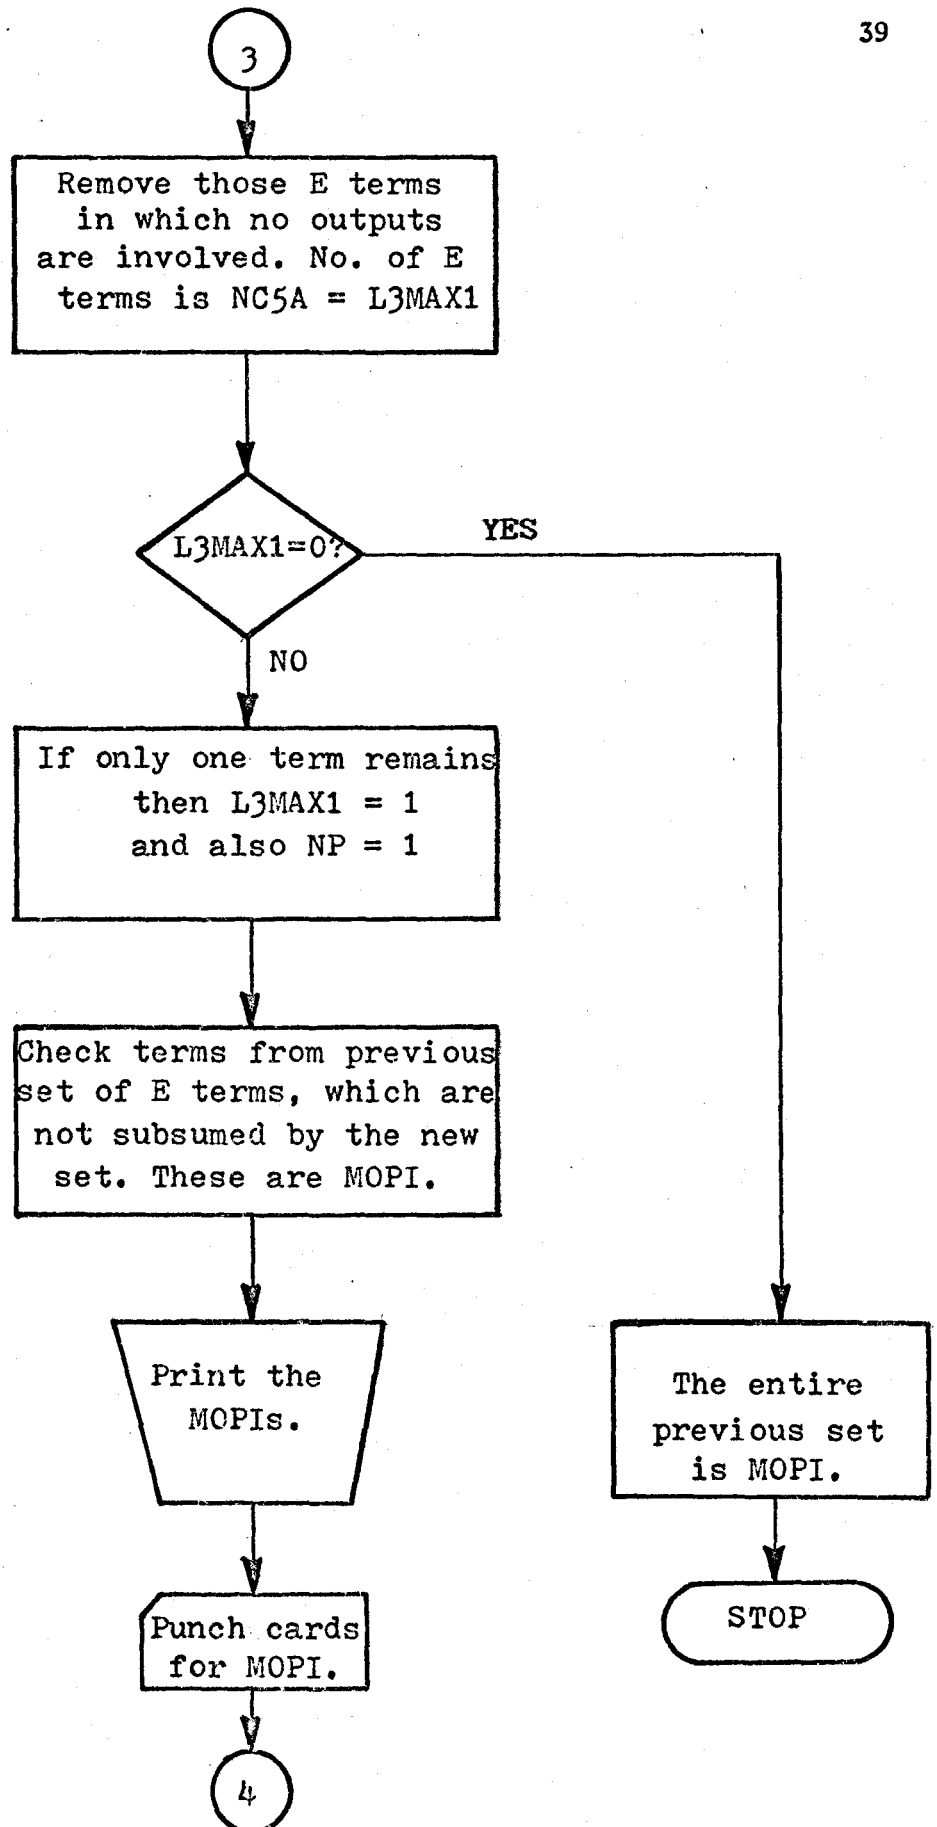 39
3
Remove those E terms
in which no outputs
are involved. No. of E
terms is NC5A = L3MAX1
L3MAX1=0?
YES
NO
If only one term remains
then L3MAX1 = 1
and also NP = 1
Check terms from previous
set of E terms, which are
not subsumed by the new
set. These are MOPI.
Print the
MOPIs.
The entire
previous set
is MOPI.
Punch cards
for MOPI.
STOP
4